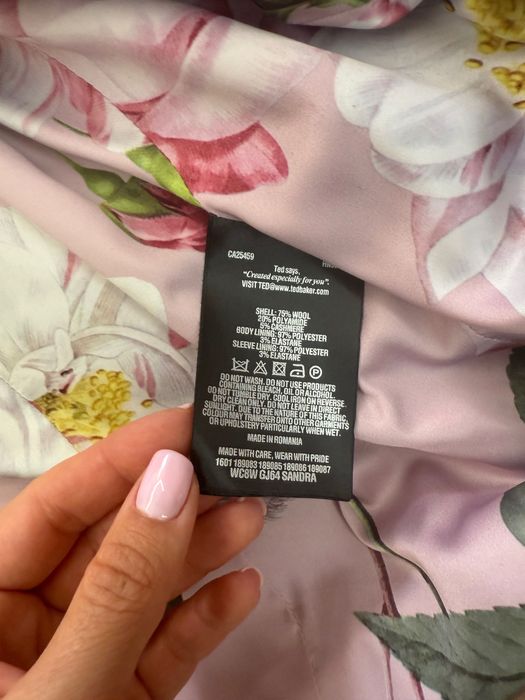 CA25459
Ted says,
"Created especially for you".
VISIT TED@www.tedbaker.com
SHELL: 75% WOOL
20% POLYAMIDE
5% CASHMERE
BODY LINING: 97% POLYESTER
3% ELASTANE
SLEEVE LINING: 97% POLYESTER
3% ELASTANE
P
DO NOT WASH. DO NOT USE PRODUCTS
CONTAINING BLEACH, OIL OR ALCOHOL.
DO NOT TUMBLE DRY. COOL IRON ON REVERSE.
DRY CLEAN ONLY. DO NOT LEAVE IN DIRECT
SUNLIGHT. DUE TO THE NATURE OF THIS FABRIC,
COLOUR MAY TRANSFER ONTO OTHER GARMENTS
OR UPHOLSTERY PARTICULARLY WHEN WET.
MADE IN ROMANIA
MADE WITH CARE, WEAR WITH PRIDE
16D1 189083 189085 189086 189087
WC8W GJ64 SANDRA